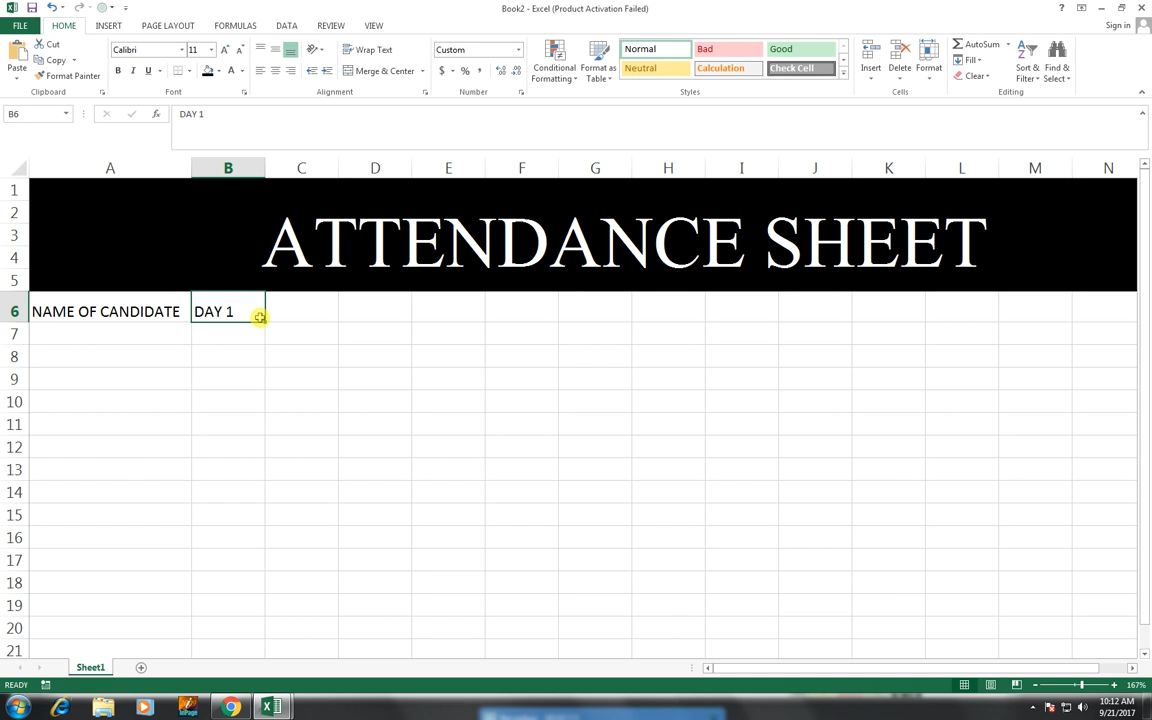 Book2 - Excel (Product Activation Failed)
FILE HOME INSERT PAGE LAYOUT FORMULAS DATA REVIEW VIEW Sign in
Paste Cut Copy Format Painter Clipboard
Calibri 11 B I U A A A Font
Wrap Text Merge & Center Alignment
Custom $ % , Number
Conditional Formatting Format as Table Normal Bad Good
Neutral Calculation Check Cell Styles
Insert Delete Format Cells
AutoSum Fill Clear Sort & Filter Find & Select Editing
B6 fx DAY 1
A B C D E F G H I J K L M N
1
2
3
4
5
ATTENDANCE SHEET
6 NAME OF CANDIDATE DAY 1
7
8
9
10
11
12
13
14
15
16
17
18
19
20
21
Sheet1
READY 167%
InPage
10:12 AM
9/21/2017